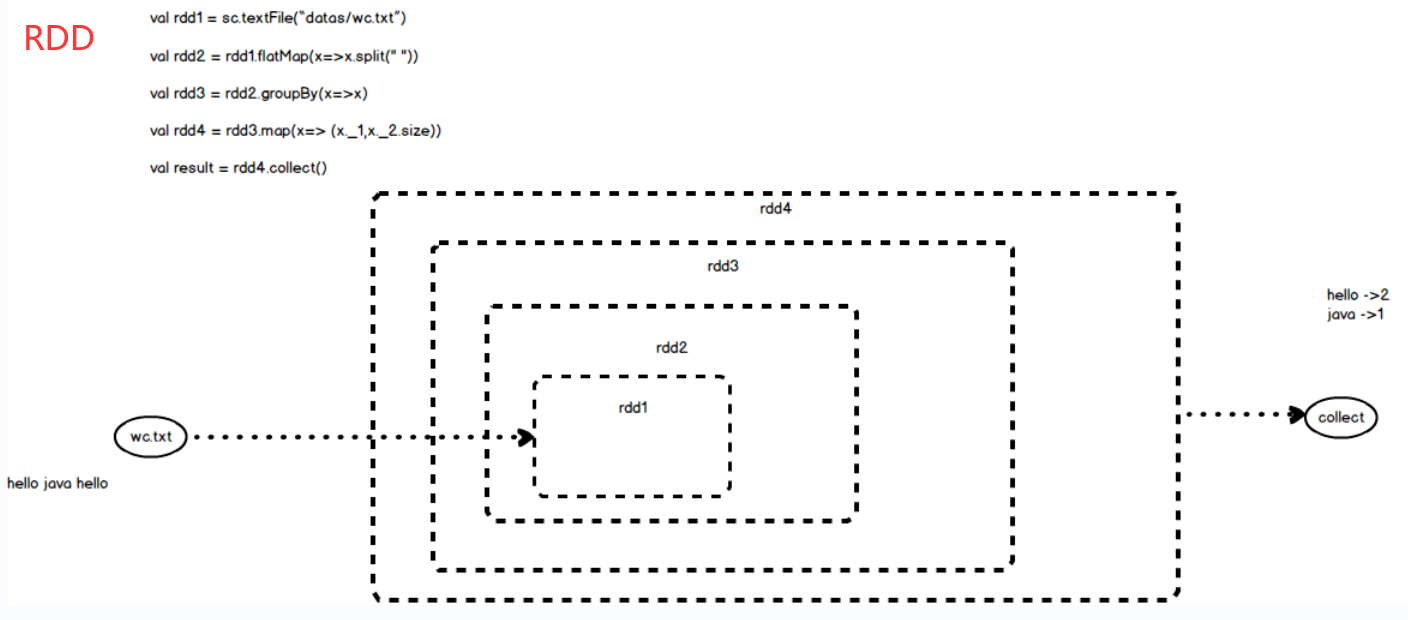 RDD
val rdd1 = sc.textFile("datas/wc.txt")
val rdd2 = rdd1.flatMap(x=>x.split(" "))
val rdd3 = rdd2.groupBy(x=>x)
val rdd4 = rdd3.map(x=> (x._1,x._2.size))
val result = rdd4.collect()
rdd4
rdd3
rdd2
rdd1
wc.txt
hello java hello
hello ->2
java ->1
collect